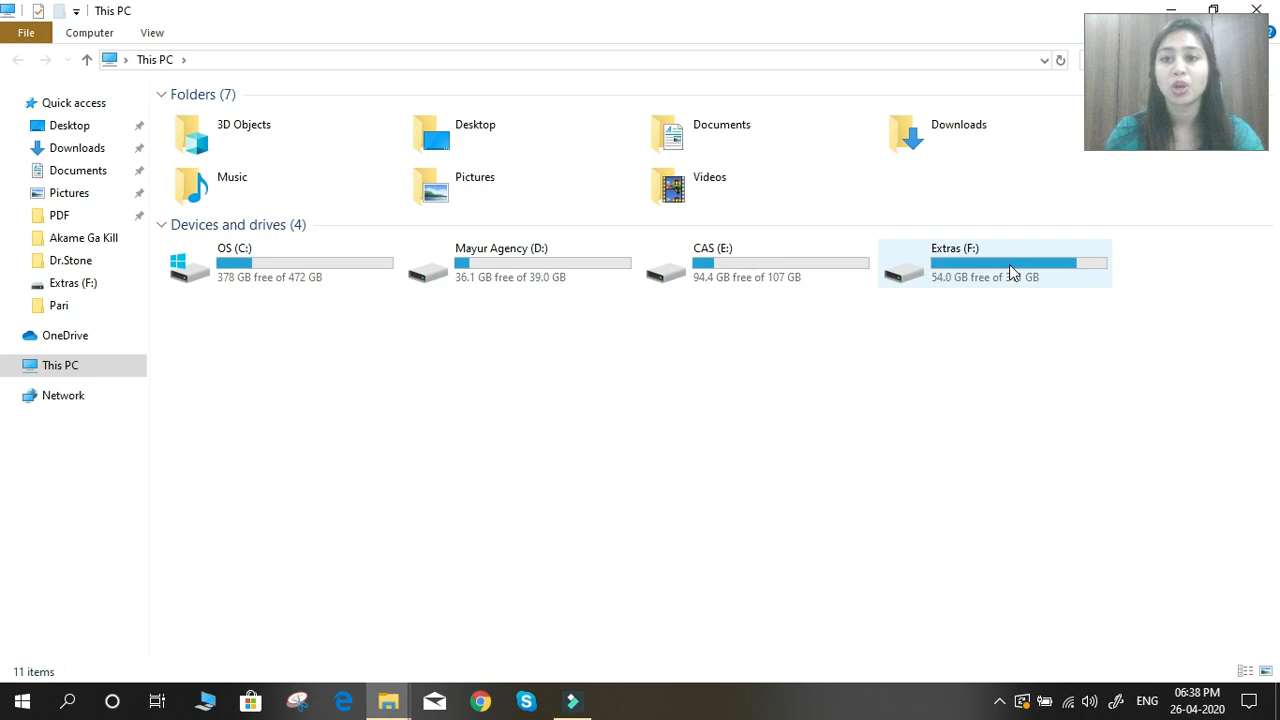 This PC
File
Computer
View
This PC
Quick access
Desktop
Downloads
Documents
Pictures
PDF
Akame Ga Kill
Dr.Stone
Extras (F:)
Pari
OneDrive
This PC
Network
Folders (7)
3D Objects
Desktop
Documents
Downloads
Music
Pictures
Videos
Devices and drives (4)
OS (C:)
378 GB free of 472 GB
Mayur Agency (D:)
36.1 GB free of 39.0 GB
CAS (E:)
94.4 GB free of 107 GB
Extras (F:)
54.0 GB free of GB
11 items
ENG
06:38 PM
26-04-2020